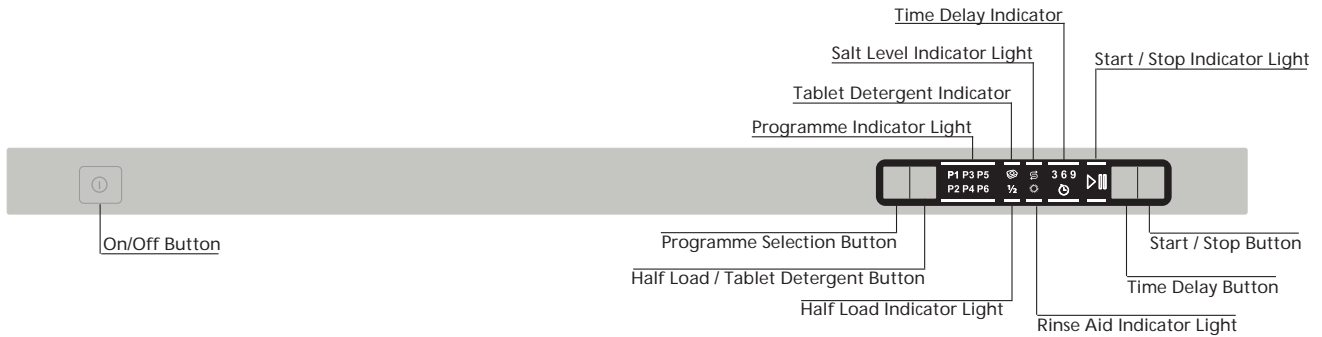 Time Delay Indicator
Salt Level Indicator Light
Start / Stop Indicator Light
Tablet Detergent Indicator
Programme Indicator Light
P1 P3 P5
3 6 9
P2 P4 P6
½
On/Off Button
Programme Selection Button
Start / Stop Button
Half Load / Tablet Detergent Button
Time Delay Button
Half Load Indicator Light
Rinse Aid Indicator Light